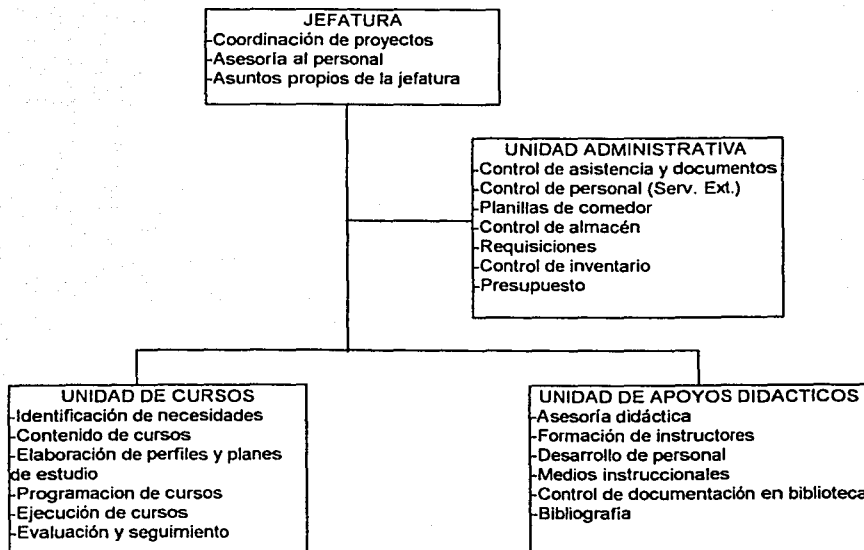 JEFATURA
-Coordinación de proyectos
-Asesoría al personal
-Asuntos propios de la jefatura
UNIDAD ADMINISTRATIVA
-Control de asistencia y documentos
-Control de personal (Serv. Ext.)
-Planillas de comedor
-Control de almacén
-Requisiciones
-Control de inventario
-Presupuesto
UNIDAD DE CURSOS
-Identificación de necesidades
-Contenido de cursos
-Elaboración de perfiles y planes
de estudio
-Programacion de cursos
-Ejecución de cursos
-Evaluación y seguimiento
UNIDAD DE APOYOS DIDACTICOS
-Asesoría didáctica
-Formación de instructores
-Desarrollo de personal
-Medios instruccionales
-Control de documentación en biblioteca
-Bibliografía